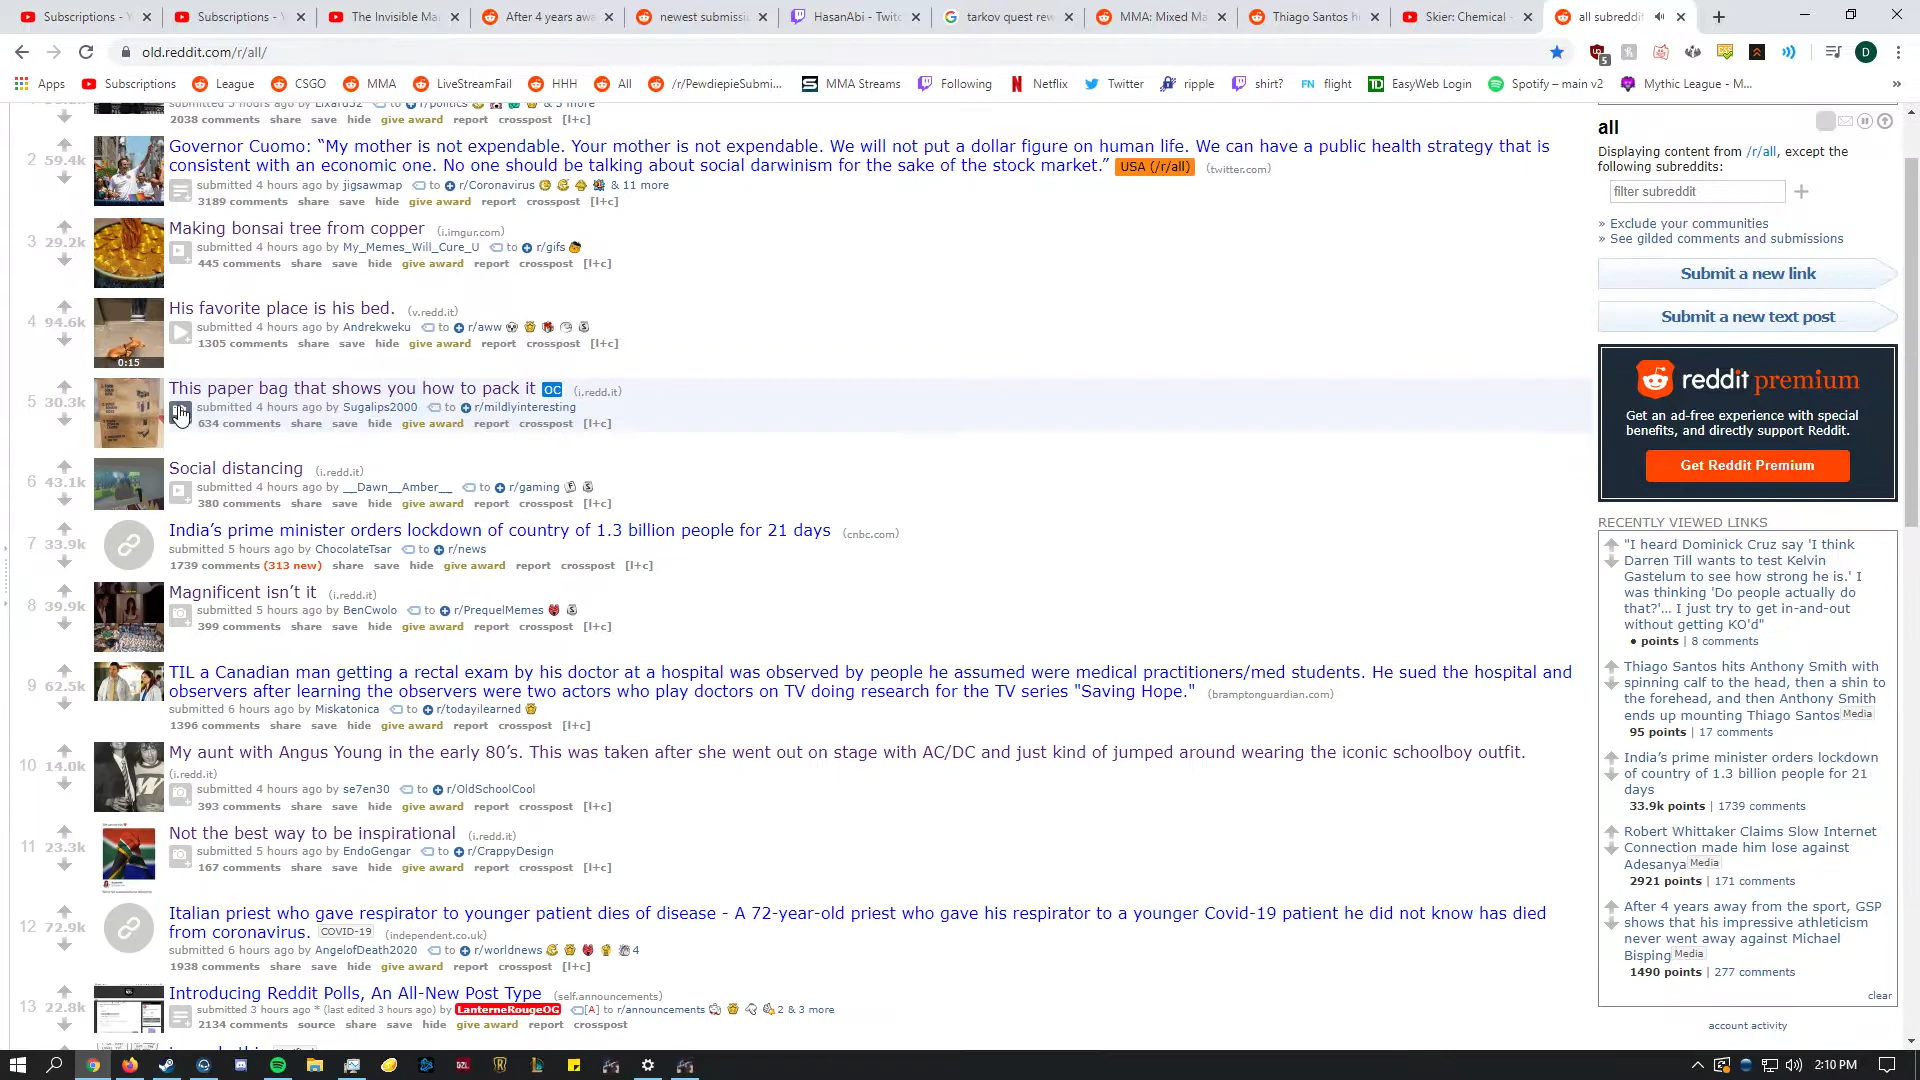 Subscriptions - Y
Subscriptions - Y
The Invisible Ma
After 4 years awa
newest submissi
HasanAbi - Twitc
tarkov quest rew
MMA: Mixed Ma
Thiago Santos h
Skier: Chemical -
all subreddit
old.reddit.com/r/all/
5
D
Apps
Subscriptions
League
CSGO
MMA
LiveStreamFail
HHH
All
/r/PewdiepieSubmi...
MMA Streams
Following
Netflix
Twitter
ripple
shirt?
FN
flight
TD
EasyWeb Login
Spotify – main v2
Mythic League - M...
»
2038 comments share save hide give award report crosspost [l+c]
2
59.4k
Governor Cuomo: “My mother is not expendable. Your mother is not expendable. We will not put a dollar figure on human life. We can have a public health strategy that is
consistent with an economic one. No one should be talking about social darwinism for the sake of the stock market.” USA (/r/all) (twitter.com)
submitted 4 hours ago by jigsawmap to r/Coronavirus & 11 more
3189 comments share save hide give award report crosspost [l+c]
3
29.2k
Making bonsai tree from copper (i.imgur.com)
submitted 4 hours ago by My_Memes_Will_Cure_U to r/gifs
445 comments share save hide give award report crosspost [l+c]
4
94.6k
0:15
His favorite place is his bed. (v.redd.it)
submitted 4 hours ago by Andrekweku to r/aww
1305 comments share save hide give award report crosspost [l+c]
5
30.3k
This paper bag that shows you how to pack it OC (i.redd.it)
submitted 4 hours ago by Sugalips2000 to r/mildlyinteresting
634 comments share save hide give award report crosspost [l+c]
6
43.1k
Social distancing (i.redd.it)
submitted 4 hours ago by __Dawn__Amber__ to r/gaming
380 comments share save hide give award report crosspost [l+c]
7
33.9k
India’s prime minister orders lockdown of country of 1.3 billion people for 21 days (cnbc.com)
submitted 5 hours ago by ChocolateTsar to r/news
1739 comments (313 new) share save hide give award report crosspost [l+c]
8
39.9k
Magnificent isn’t it (i.redd.it)
submitted 5 hours ago by BenCwolo to r/PrequelMemes
399 comments share save hide give award report crosspost [l+c]
9
62.5k
TIL a Canadian man getting a rectal exam by his doctor at a hospital was observed by people he assumed were medical practitioners/med students. He sued the hospital and
observers after learning the observers were two actors who play doctors on TV doing research for the TV series "Saving Hope." (bramptonguardian.com)
submitted 6 hours ago by Miskatonica to r/todayilearned
1396 comments share save hide give award report crosspost [l+c]
10
14.0k
My aunt with Angus Young in the early 80’s. This was taken after she went out on stage with AC/DC and just kind of jumped around wearing the iconic schoolboy outfit.
(i.redd.it)
submitted 4 hours ago by se7en30 to r/OldSchoolCool
393 comments share save hide give award report crosspost [l+c]
11
23.3k
Not the best way to be inspirational (i.redd.it)
submitted 5 hours ago by EndoGengar to r/CrappyDesign
167 comments share save hide give award report crosspost [l+c]
12
72.9k
Italian priest who gave respirator to younger patient dies of disease - A 72-year-old priest who gave his respirator to a younger Covid-19 patient he did not know has died
from coronavirus. COVID-19 (independent.co.uk)
submitted 6 hours ago by AngelofDeath2020 to r/worldnews 4
1938 comments share save hide give award report crosspost [l+c]
13
22.8k
Introducing Reddit Polls, An All-New Post Type (self.announcements)
submitted 3 hours ago * (last edited 3 hours ago) by LanterneRougeOG [A] to r/announcements 2 & 3 more
2134 comments source share save hide give award report crosspost
all
Displaying content from /r/all, except the
following subreddits:
filter subreddit
» Exclude your communities
» See gilded comments and submissions
Submit a new link
Submit a new text post
reddit premium
Get an ad-free experience with special
benefits, and directly support Reddit.
Get Reddit Premium
RECENTLY VIEWED LINKS
"I heard Dominick Cruz say 'I think
Darren Till wants to test Kelvin
Gastelum to see how strong he is.' I
was thinking 'Do people actually do
that?'... I just try to get in-and-out
without getting KO'd"
• points | 8 comments
Thiago Santos hits Anthony Smith with
spinning calf to the head, then a shin to
the forehead, and then Anthony Smith
ends up mounting Thiago Santos Media
95 points | 17 comments
India’s prime minister orders lockdown
of country of 1.3 billion people for 21
days
33.9k points | 1739 comments
Robert Whittaker Claims Slow Internet
Connection made him lose against
Adesanya Media
2921 points | 171 comments
After 4 years away from the sport, GSP
shows that his impressive athleticism
never went away against Michael
Bisping Media
1490 points | 277 comments
clear
account activity
2:10 PM